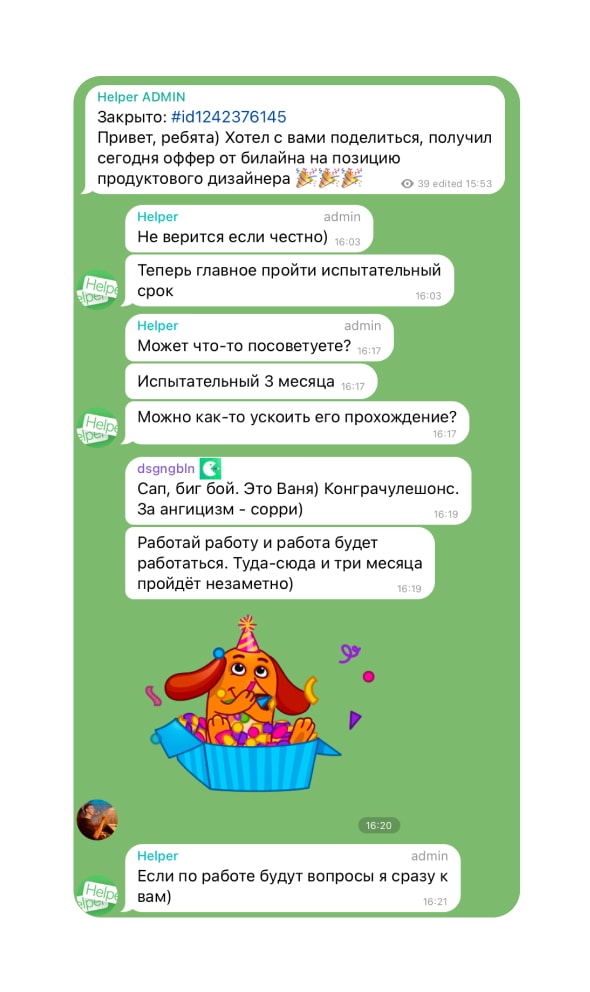 Helper ADMIN
Закрыто: #id1242376145
Привет, ребята) Хотел с вами поделиться, получил
сегодня оффер от билайна на позицию
продуктового дизайнера 🎉🎉🎉
39 edited 15:53
Helper admin
Не верится если честно) 16:03
Теперь главное пройти испытательный
срок 16:03
Helper
Helper admin
Может что-то посоветуете? 16:17
Испытательный 3 месяца 16:17
Можно как-то ускоить его прохождение?
16:17
Helper
dsgngbln
Сап, биг бой. Это Ваня) Конграчулешонс.
За ангицизм - сорри) 16:19
Работай работу и работа будет
работаться. Туда-сюда и три месяца
пройдёт незаметно) 16:19
16:20
Helper admin
Если по работе будут вопросы я сразу к
вам) 16:21
Helper